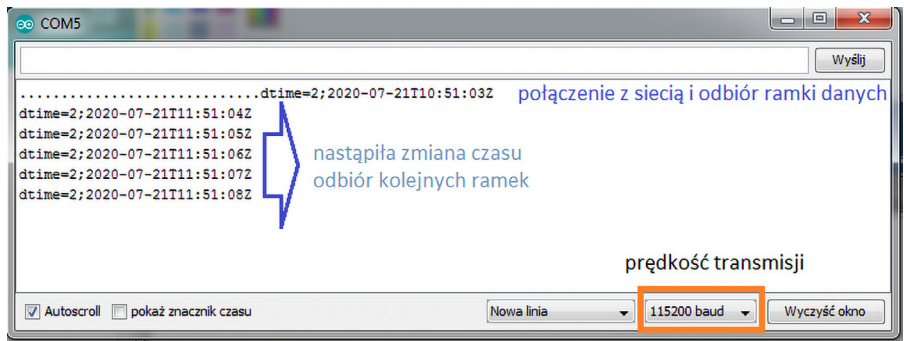 COM5
Wyślij
............................dtime=2;2020-07-21T10:51:03Z połączenie z siecią i odbiór ramki danych
dtime=2;2020-07-21T11:51:04Z
dtime=2;2020-07-21T11:51:05Z
dtime=2;2020-07-21T11:51:06Z
dtime=2;2020-07-21T11:51:07Z
dtime=2;2020-07-21T11:51:08Z
nastąpiła zmiana czasu
odbiór kolejnych ramek
prędkość transmisji
Autoscroll pokaż znacznik czasu Nowa linia 115200 baud Wyczyść okno